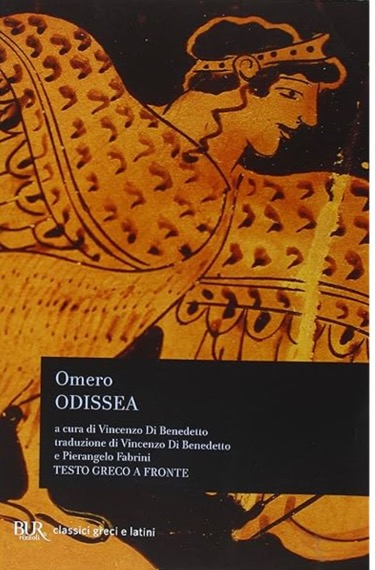 Omero
ODISSEA
a cura di Vincenzo Di Benedetto
traduzione di Vincenzo Di Benedetto
e Pierangelo Fabrini
TESTO GRECO A FRONTE
BUR
rizzoli
classici greci e latini